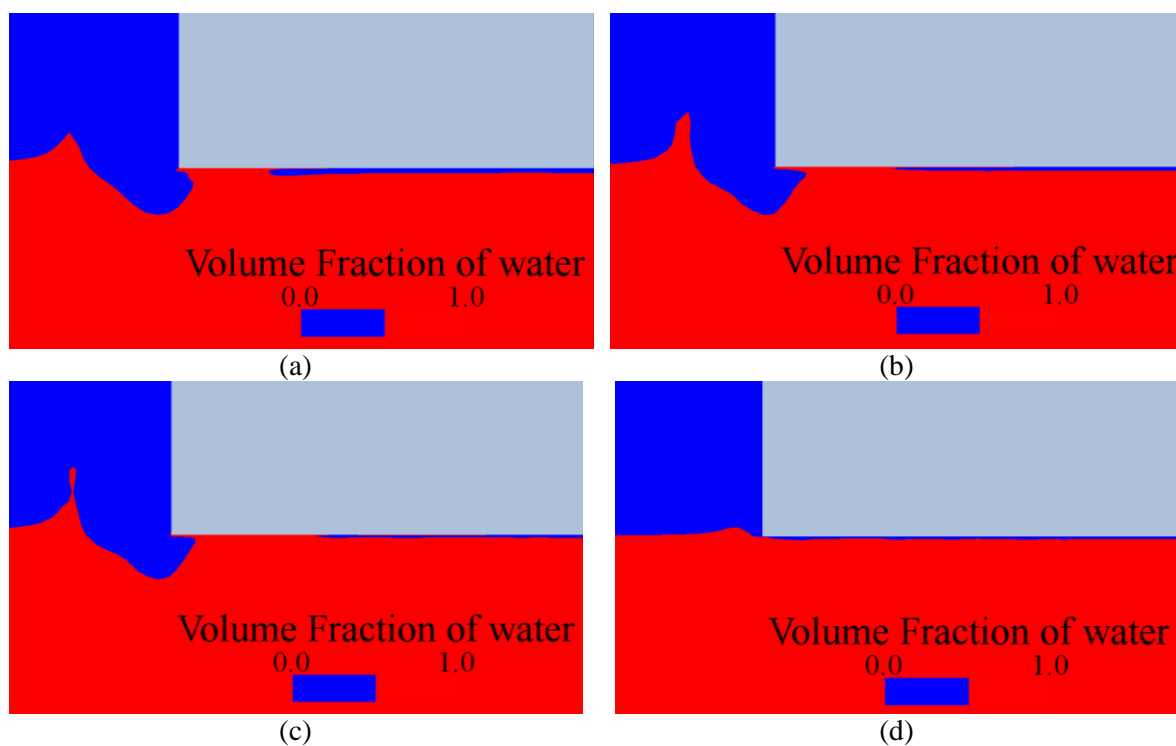 Volume Fraction of water
0.0 1.0
(a)
Volume Fraction of water
0.0 1.0
(b)
Volume Fraction of water
0.0 1.0
(c)
Volume Fraction of water
0.0 1.0
(d)